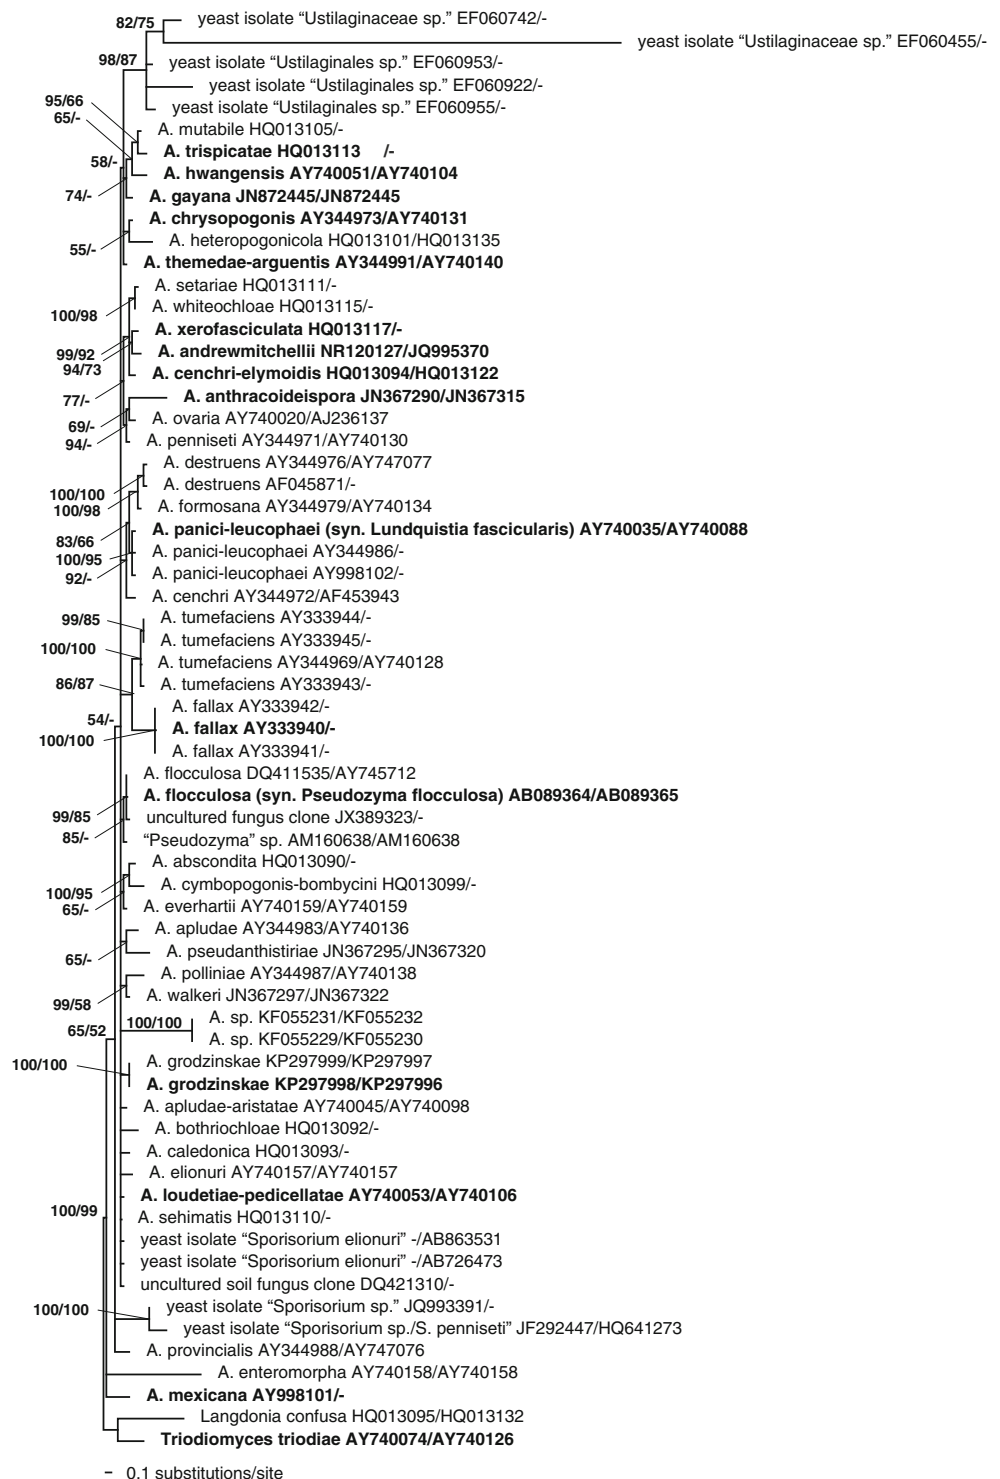 82/75
yeast isolate “Ustilaginaceae sp.” EF060742/-
yeast isolate “Ustilaginaceae sp.” EF060455/-
98/87
yeast isolate “Ustilaginales sp.” EF060953/-
yeast isolate “Ustilaginales sp.” EF060922/-
95/66
yeast isolate “Ustilaginales sp.” EF060955/-
65/-
A. mutabile HQ013105/-
A. trispicatae HQ013113 /-
58/-
A. hwangensis AY740051/AY740104
74/-
A. gayana JN872445/JN872445
A. chrysopogonis AY344973/AY740131
A. heteropogonicola HQ013101/HQ013135
55/-
A. themedae-arguentis AY344991/AY740140
A. setariae HQ013111/-
A. whiteochloae HQ013115/-
100/98
A. xerofasciculata HQ013117/-
99/92
A. andrewmitchellii NR120127/JQ995370
94/73
A. cenchri-elymoidis HQ013094/HQ013122
77/-
A. anthracoideispora JN367290/JN367315
A. ovaria AY740020/AJ236137
69/-
A. penniseti AY344971/AY740130
94/-
A. destruens AY344976/AY747077
A. destruens AF045871/-
100/100
A. formosana AY344979/AY740134
100/98
A. panici-leucophaei (syn. Lundquistia fascicularis) AY740035/AY740088
83/66
A. panici-leucophaei AY344986/-
100/95
A. panici-leucophaei AY998102/-
92/-
A. cenchri AY344972/AF453943
A. tumefaciens AY333944/-
99/85
A. tumefaciens AY333945/-
100/100
A. tumefaciens AY344969/AY740128
86/87
A. tumefaciens AY333943/-
A. fallax AY333942/-
54/-
A. fallax AY333940/-
100/100
A. fallax AY333941/-
A. flocculosa DQ411535/AY745712
A. flocculosa (syn. Pseudozyma flocculosa) AB089364/AB089365
99/85
uncultured fungus clone JX389323/-
85/-
“Pseudozyma” sp. AM160638/AM160638
A. abscondita HQ013090/-
A. cymbopogonis-bombycini HQ013099/-
100/95
65/-
A. everhartii AY740159/AY740159
A. apludae AY344983/AY740136
A. pseudanthistiriae JN367295/JN367320
65/-
A. polliniae AY344987/AY740138
A. walkeri JN367297/JN367322
99/58
A. sp. KF055231/KF055232
65/52
100/100
A. sp. KF055229/KF055230
A. grodzinskae KP297999/KP297997
100/100
A. grodzinskae KP297998/KP297996
A. apludae-aristatae AY740045/AY740098
A. bothriochloae HQ013092/-
A. caledonica HQ013093/-
A. elionuri AY740157/AY740157
A. loudetiae-pedicellatae AY740053/AY740106
100/99
A. sehimatis HQ013110/-
yeast isolate “Sporisorium elionuri” -/AB863531
yeast isolate “Sporisorium elionuri” -/AB726473
uncultured soil fungus clone DQ421310/-
100/100
yeast isolate “Sporisorium sp.” JQ993391/-
yeast isolate “Sporisorium sp./S. penniseti” JF292447/HQ641273
A. provincialis AY344988/AY747076
A. enteromorpha AY740158/AY740158
A. mexicana AY998101/-
Langdonia confusa HQ013095/HQ013132
Triodiomyces triodiae AY740074/AY740126
0.1 substitutions/site